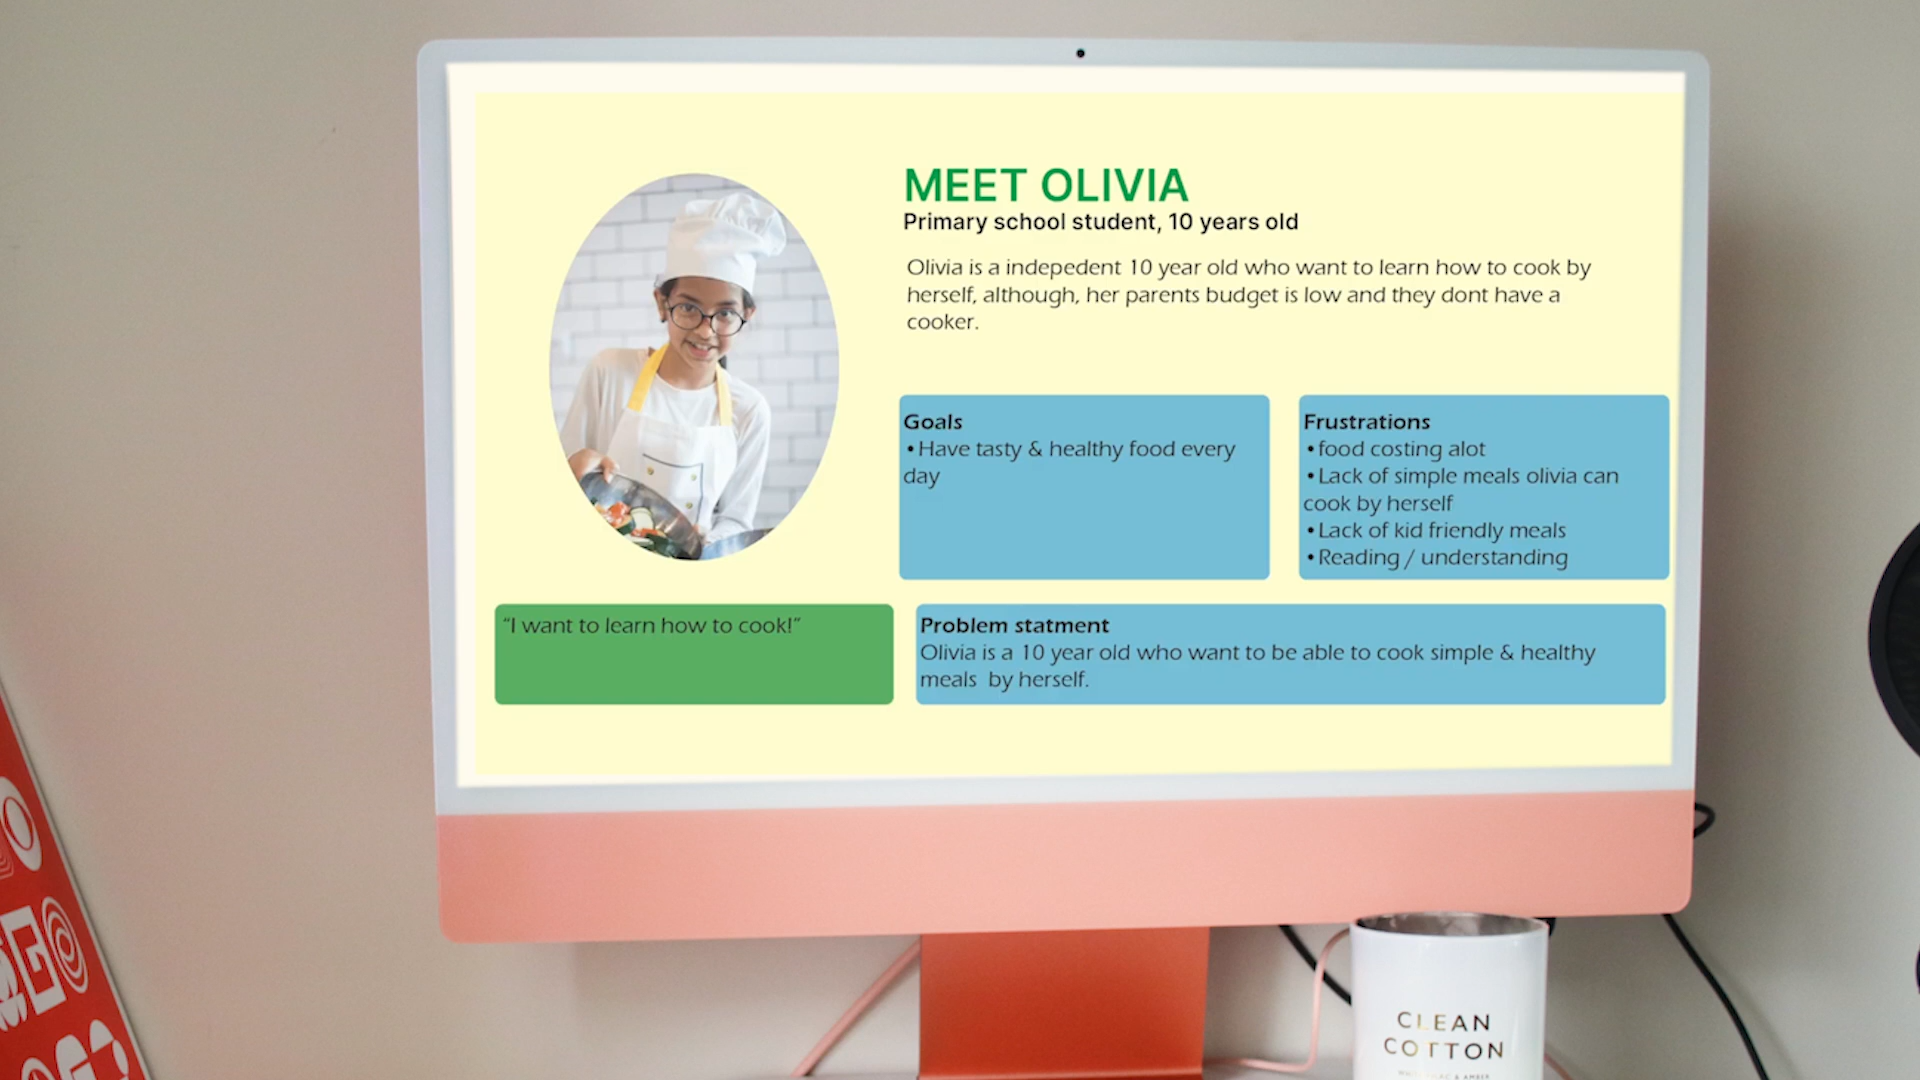 MEET OLIVIA
Primary school student, 10 years old
Olivia is a indepedent 10 year old who want to learn how to cook by
herself, although, her parents budget is low and they dont have a
cooker.
Goals
•Have tasty & healthy food every
day
Frustrations
•food costing alot
•Lack of simple meals olivia can
cook by herself
•Lack of kid friendly meals
•Reading / understanding
“I want to learn how to cook!”
Problem statment
Olivia is a 10 year old who want to be able to cook simple & healthy
meals  by herself.
CLEAN
COTTON